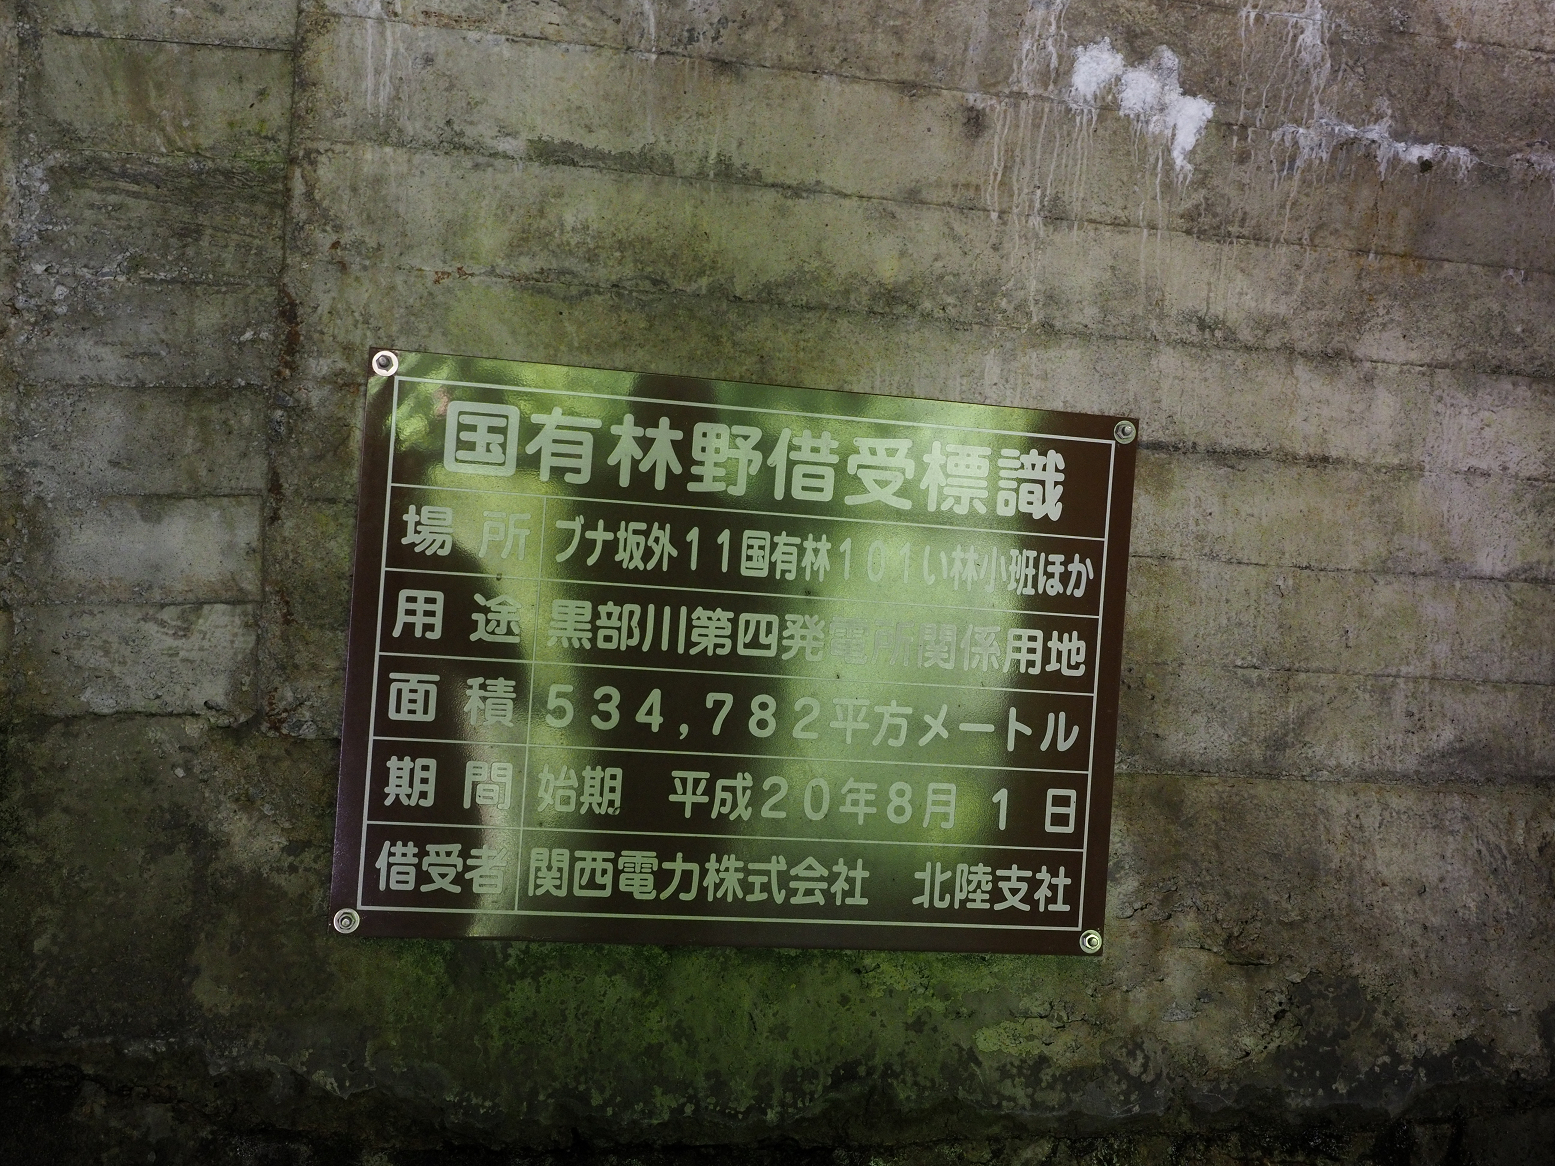 国有林野借受標識
場所 ブナ坂外11国有林101い林小班ほか
用途 黒部川第四発電所関係用地
面積 534,782平方メートル
期間 始期 平成20年8月1日
借受者 関西電力株式会社 北陸支社